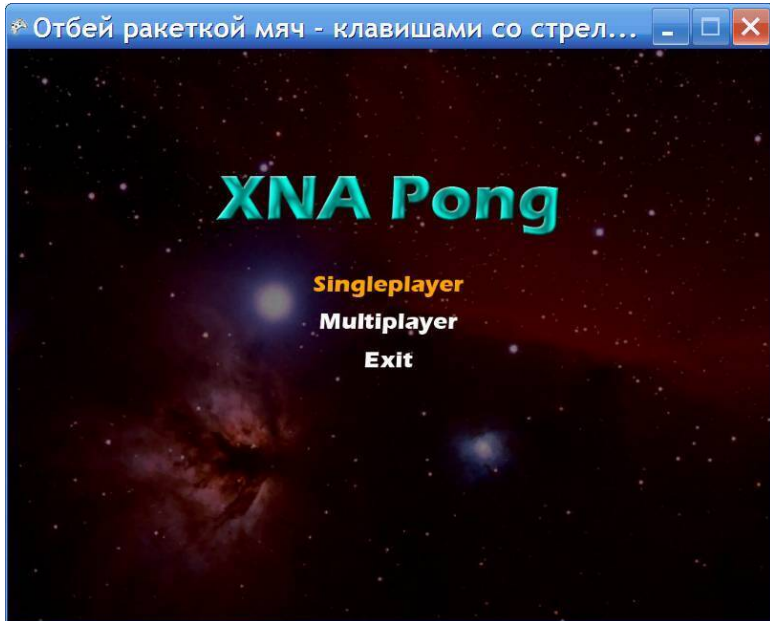 Отбей ракеткой мяч - клавишами со стрел...
XNA Pong
Singleplayer
Multiplayer
Exit